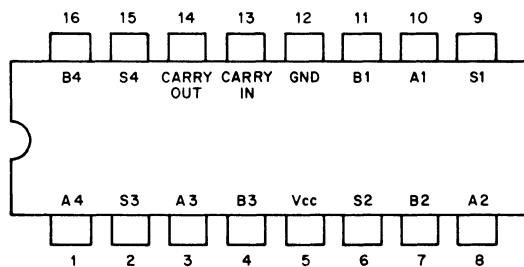 16 15 14 13 12 11 10 9
B4 S4 CARRY OUT CARRY IN GND B1 A1 S1
A4 S3 A3 B3 Vcc S2 B2 A2
1 2 3 4 5 6 7 8